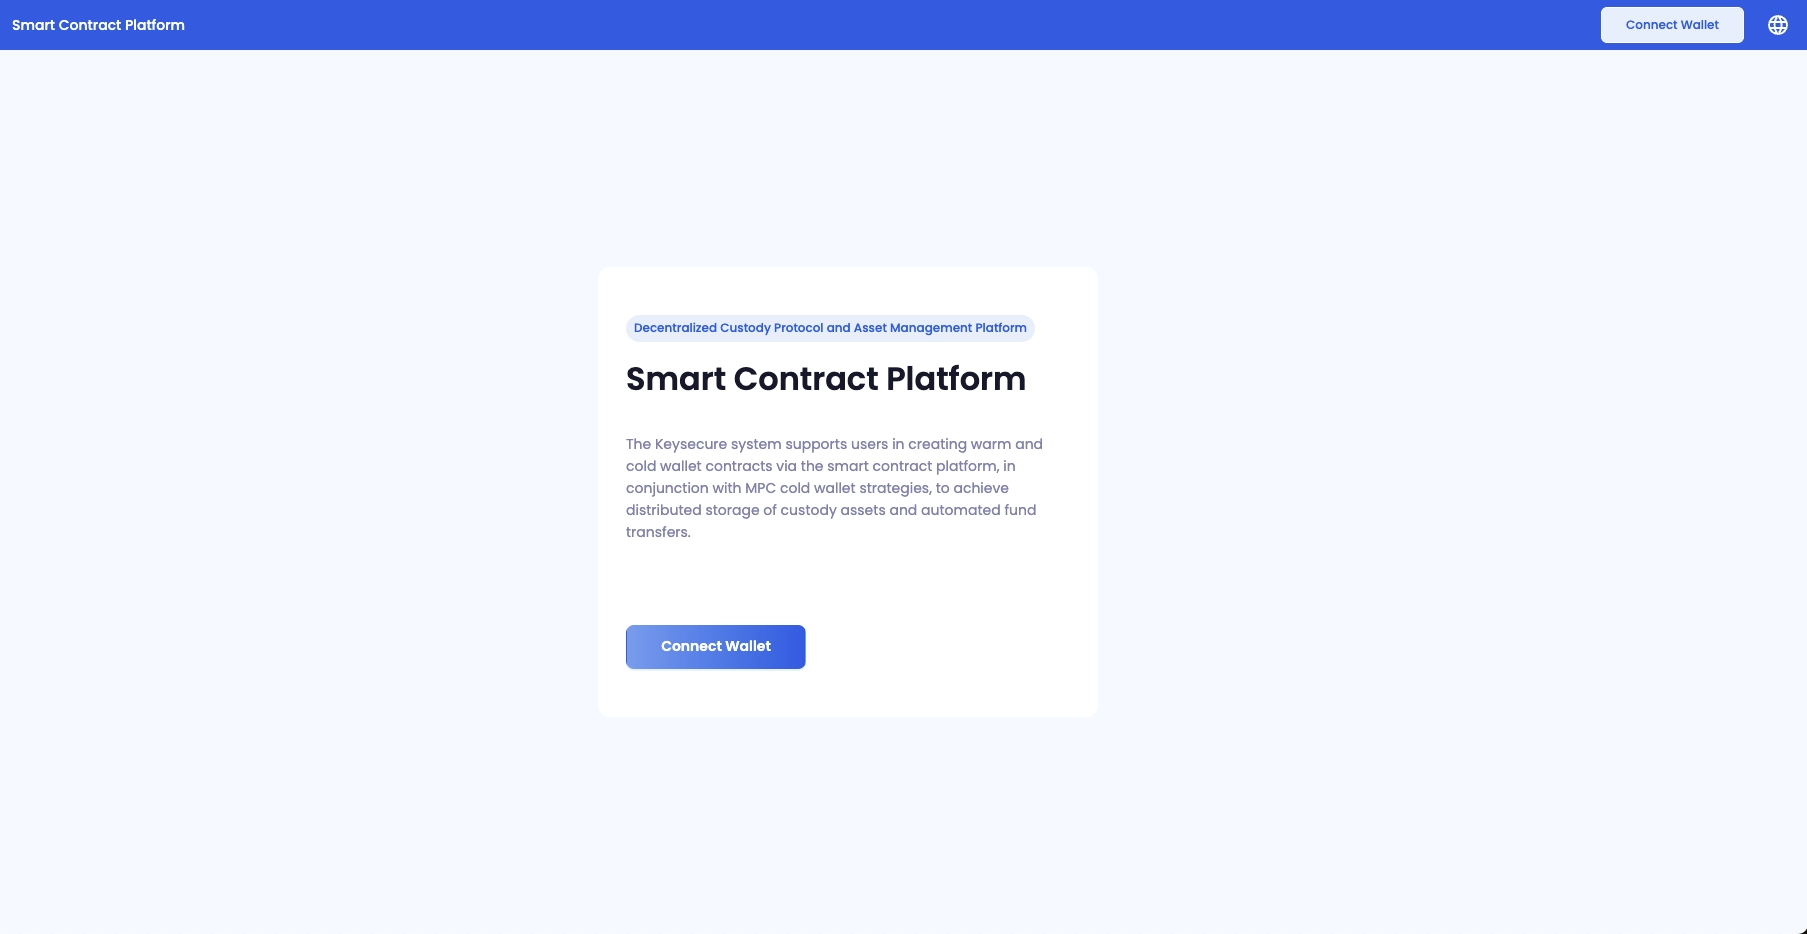 Smart Contract Platform
Connect Wallet
Decentralized Custody Protocol and Asset Management Platform
Smart Contract Platform
The Keysecure system supports users in creating warm and
cold wallet contracts via the smart contract platform, in
conjunction with MPC cold wallet strategies, to achieve
distributed storage of custody assets and automated fund
transfers.
Connect Wallet